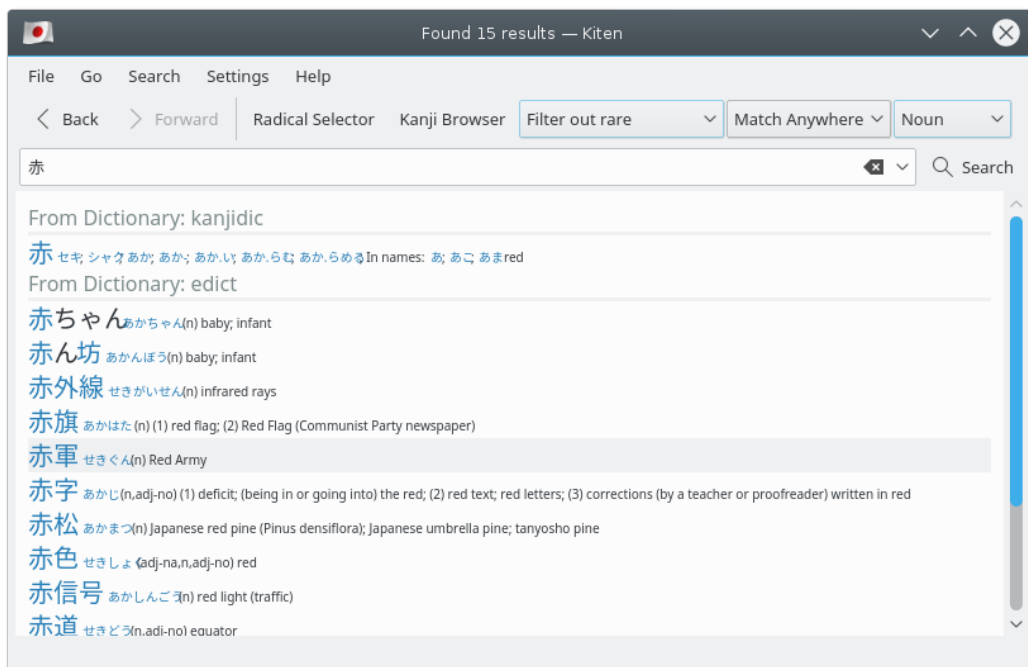 Found 15 results — Kiten
File Go Search Settings Help
Back Forward Radical Selector Kanji Browser Filter out rare Match Anywhere Noun
赤 Search
From Dictionary: kanjidic
赤 セキ; シャク; あか; あか-; あか.い; あか.らむ; あか.らめる; In names: あ; あこ; あま red
From Dictionary: edict
赤ちゃん あかちゃん (n) baby; infant
赤ん坊 あかんぼう (n) baby; infant
赤外線 せきがいせん (n) infrared rays
赤旗 あかはた (n) (1) red flag; (2) Red Flag (Communist Party newspaper)
赤軍 せきぐん (n) Red Army
赤字 あかじ (n,adj-no) (1) deficit; (being in or going into) the red; (2) red text; red letters; (3) corrections (by a teacher or proofreader) written in red
赤松 あかまつ (n) Japanese red pine (Pinus densiflora); Japanese umbrella pine; tanyosho pine
赤色 せきしょく (adj-na,n,adj-no) red
赤信号 あかしんごう (n) red light (traffic)
赤道 せきどう (n,adj-no) equator